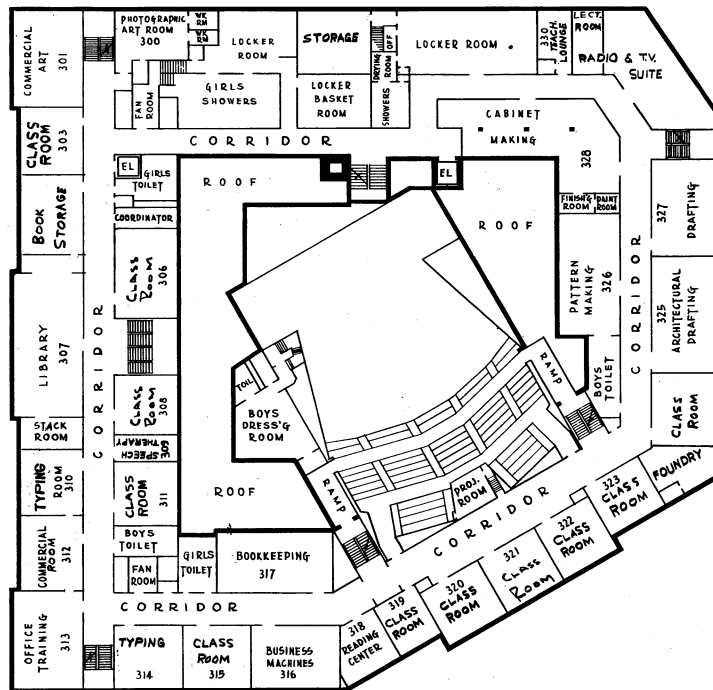 COMMERCIAL
ART
301
PHOTOGRAPHIC
ART ROOM
300
WK
RM
WK
RM
LOCKER
ROOM
STORAGE
DRYING
ROOM
OFF
LOCKER ROOM
330
TEACH.
LOUNGE
LECT.
ROOM
RADIO & T.V.
SUITE
FAN
ROOM
GIRLS
SHOWERS
LOCKER
BASKET
ROOM
SHOWERS
CABINET
MAKING
328
CORRIDOR
CLASS
ROOM
303
EL
GIRLS
TOILET
ROOF
EL
ROOF
FINISH'G
ROOM
PAINT
ROOM
327
DRAFTING
BOOK
STORAGE
COORDINATOR
CLASS
ROOM
306
PATTERN
MAKING
326
CORRIDOR
325
ARCHITECTURAL
DRAFTING
LIBRARY
307
CORRIDOR
TOIL.
BOYS
DRESS'G
ROOM
RAMP
BOYS
TOILET
CLASS
ROOM
308
CLASS
ROOM
STACK
ROOM
SPEECH
THERAPY
309
TYPING
ROOM
310
CLASS
ROOM
311
ROOF
RAMP
PROJ.
ROOM
CORRIDOR
323
CLASS
ROOM
FOUNDRY
COMMERCIAL
ROOM
312
BOYS
TOILET
FAN
ROOM
GIRLS
TOILET
BOOKKEEPING
317
322
CLASS
ROOM
321
CLASS
ROOM
320
CLASS
ROOM
319
CLASS
ROOM
318
READING
CENTER
CORRIDOR
OFFICE
TRAINING
313
TYPING
314
CLASS
ROOM
315
BUSINESS
MACHINES
316